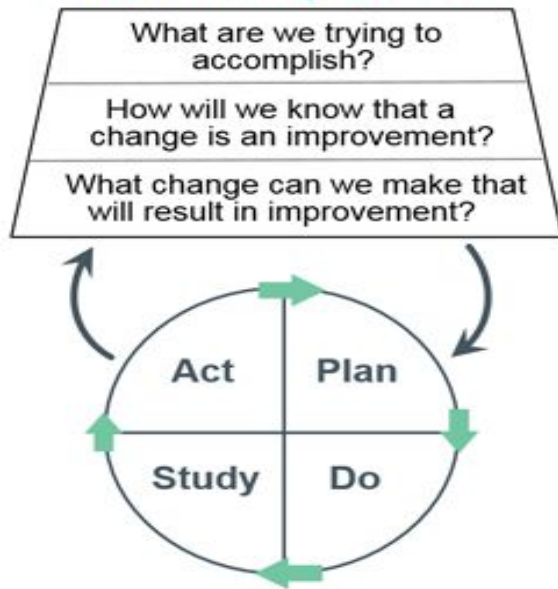 What are we trying to
accomplish?
How will we know that a
change is an improvement?
What change can we make that
will result in improvement?
Act
Plan
Study
Do